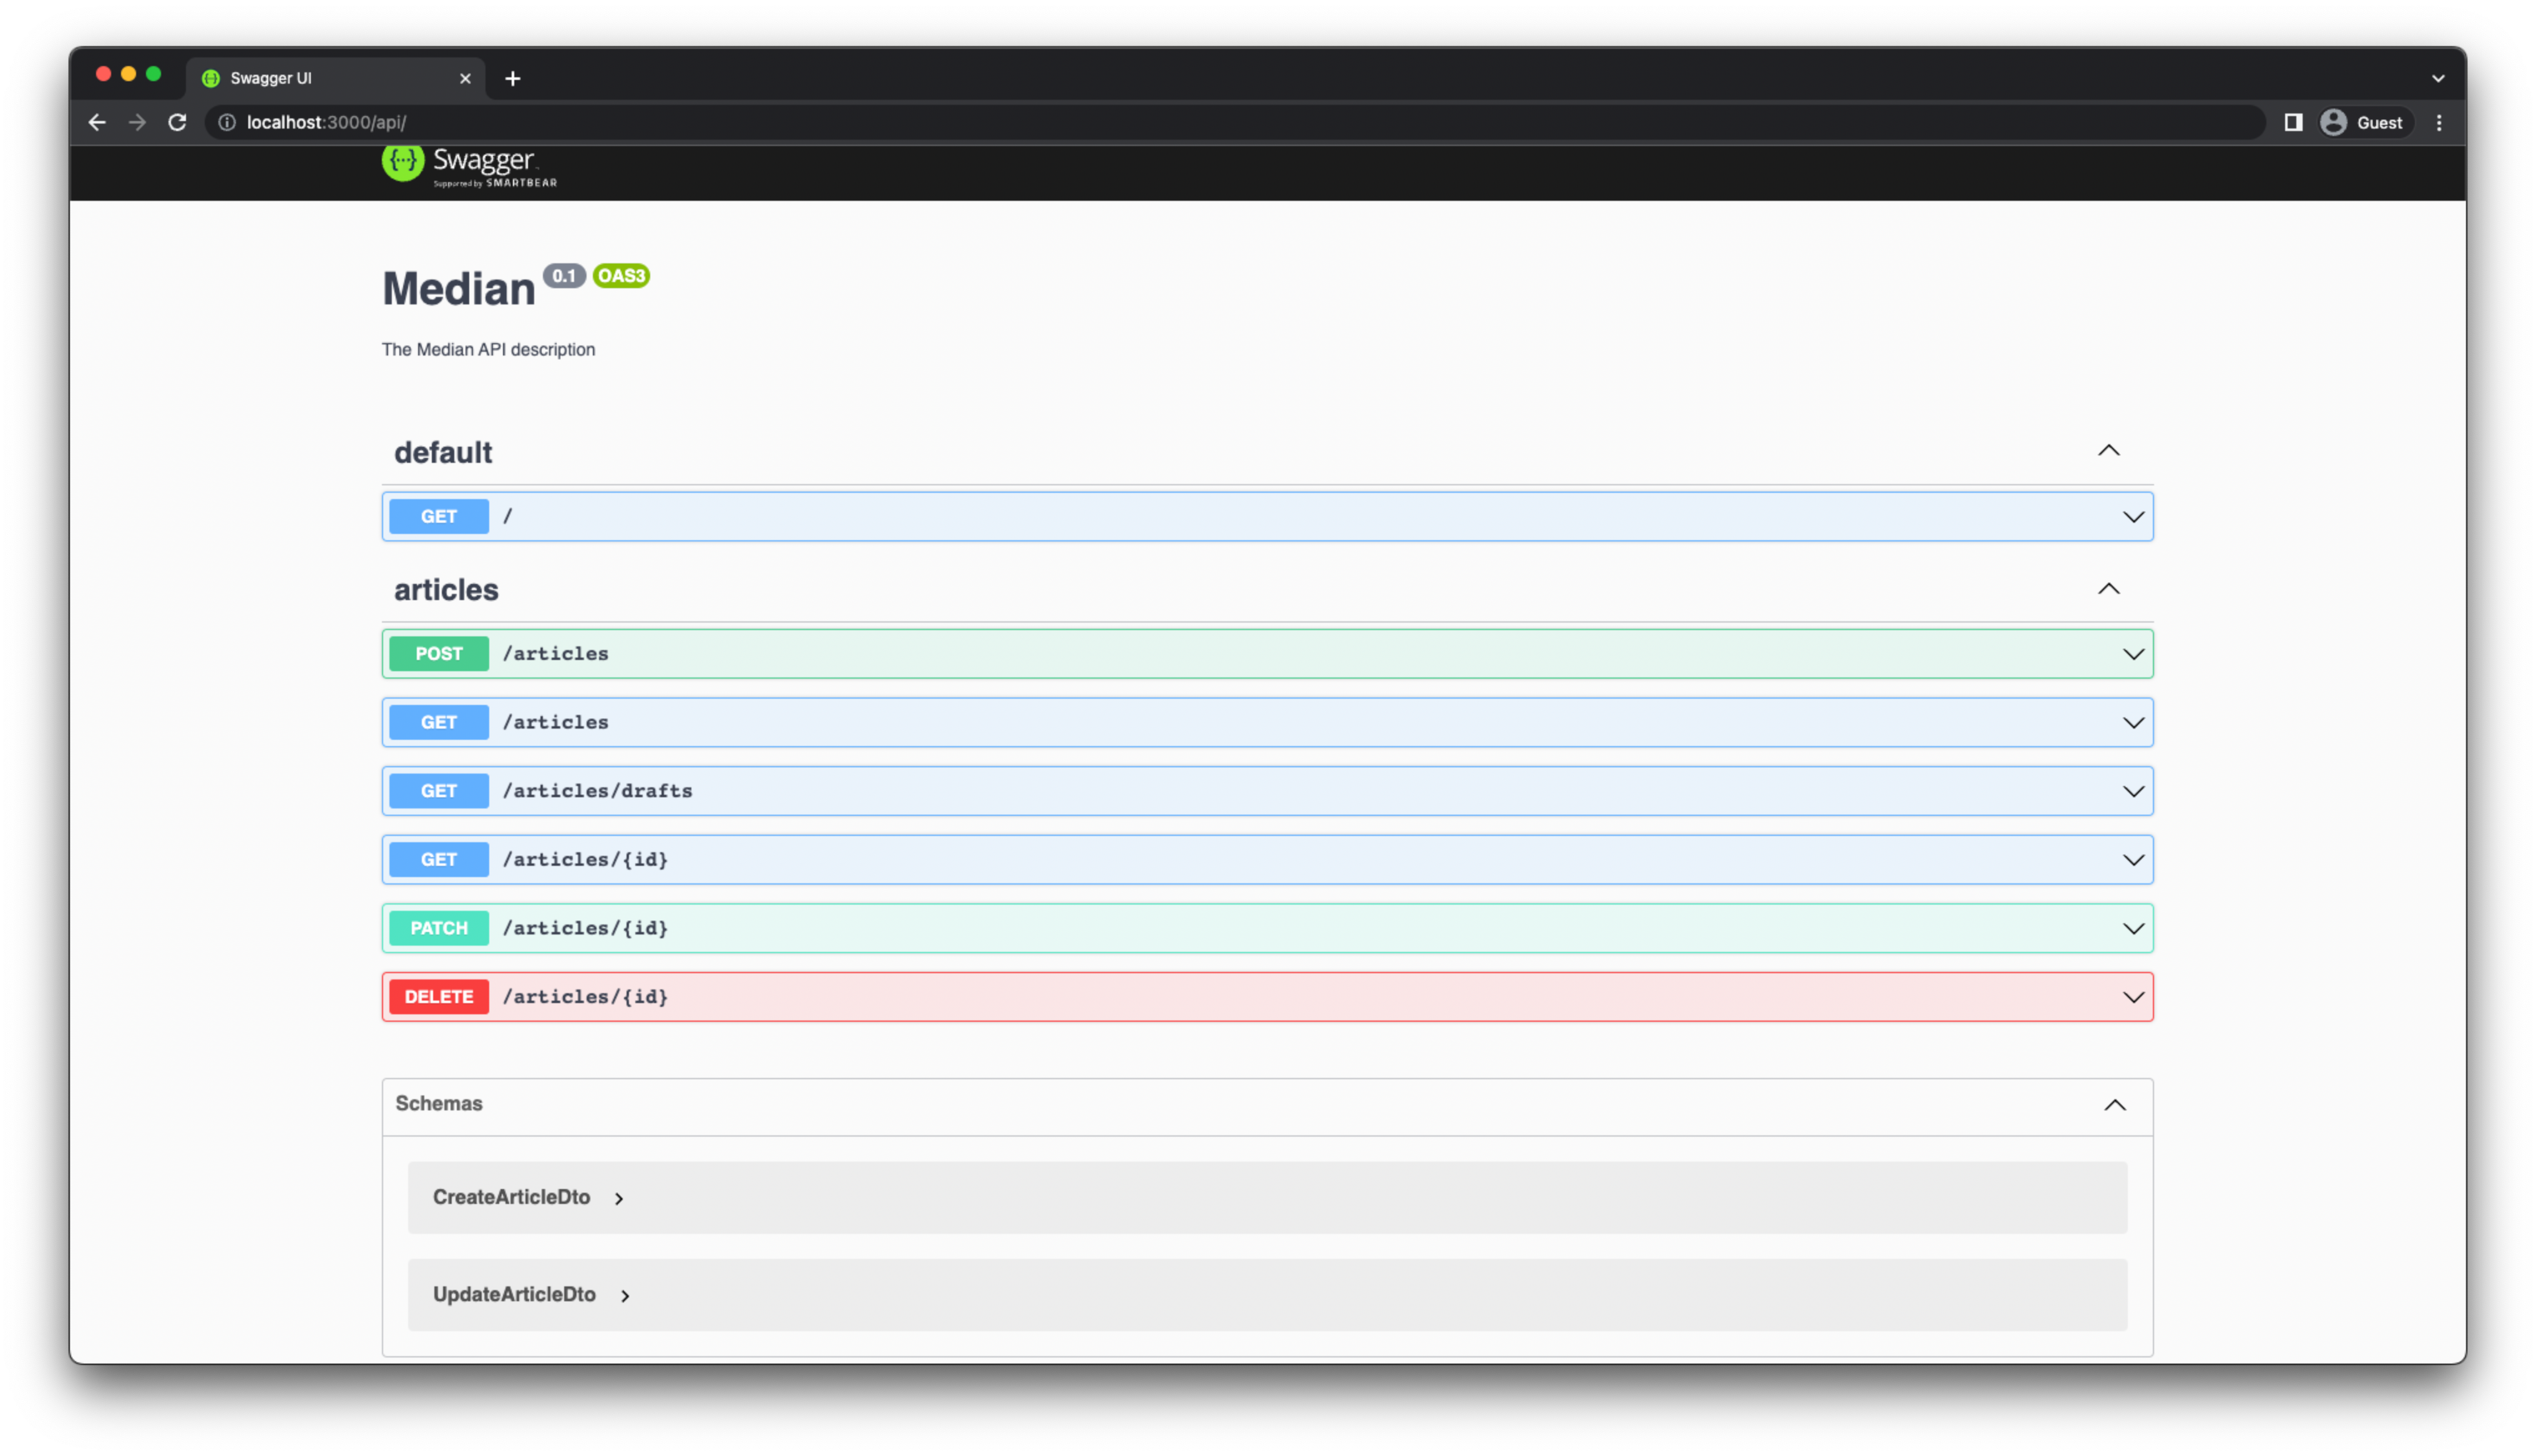 Swagger UI
localhost:3000/api/
Guest
{···} Swagger
Supported by SMARTBEAR
Median 0.1 OAS3
The Median API description
default
GET /
articles
POST /articles
GET /articles
GET /articles/drafts
GET /articles/{id}
PATCH /articles/{id}
DELETE /articles/{id}
Schemas
CreateArticleDto
UpdateArticleDto